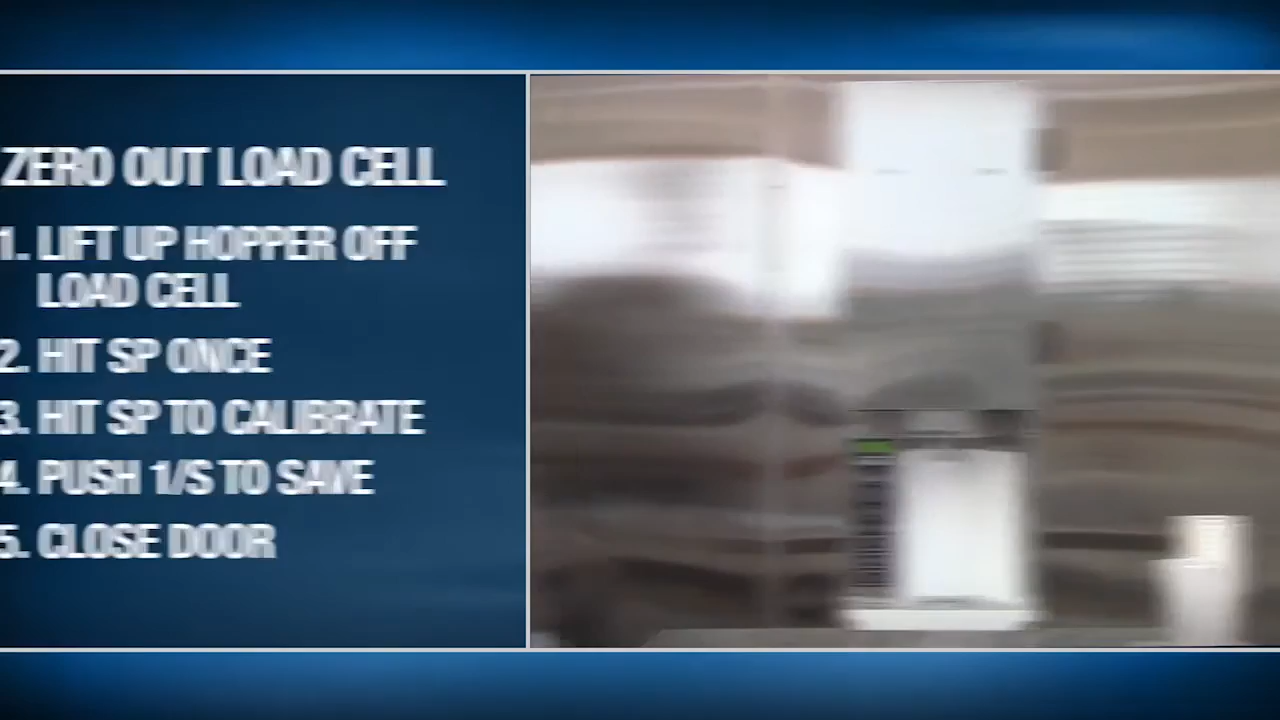 ZERO OUT LOAD CELL
1. LIFT UP HOPPER OFF
LOAD CELL
2. HIT SP ONCE
3. HIT SP TO CALIBRATE
4. PUSH 1/S TO SAVE
5. CLOSE DOOR